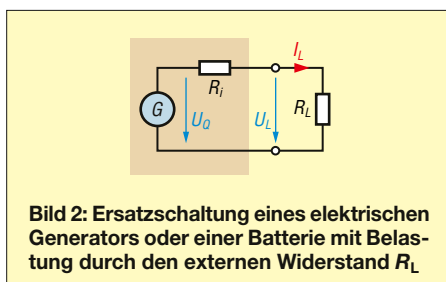 I_L
R_i
R_L
G
U_Q
U_L
Bild 2: Ersatzschaltung eines elektrischen
Generators oder einer Batterie mit Belas-
tung durch den externen Widerstand R_L